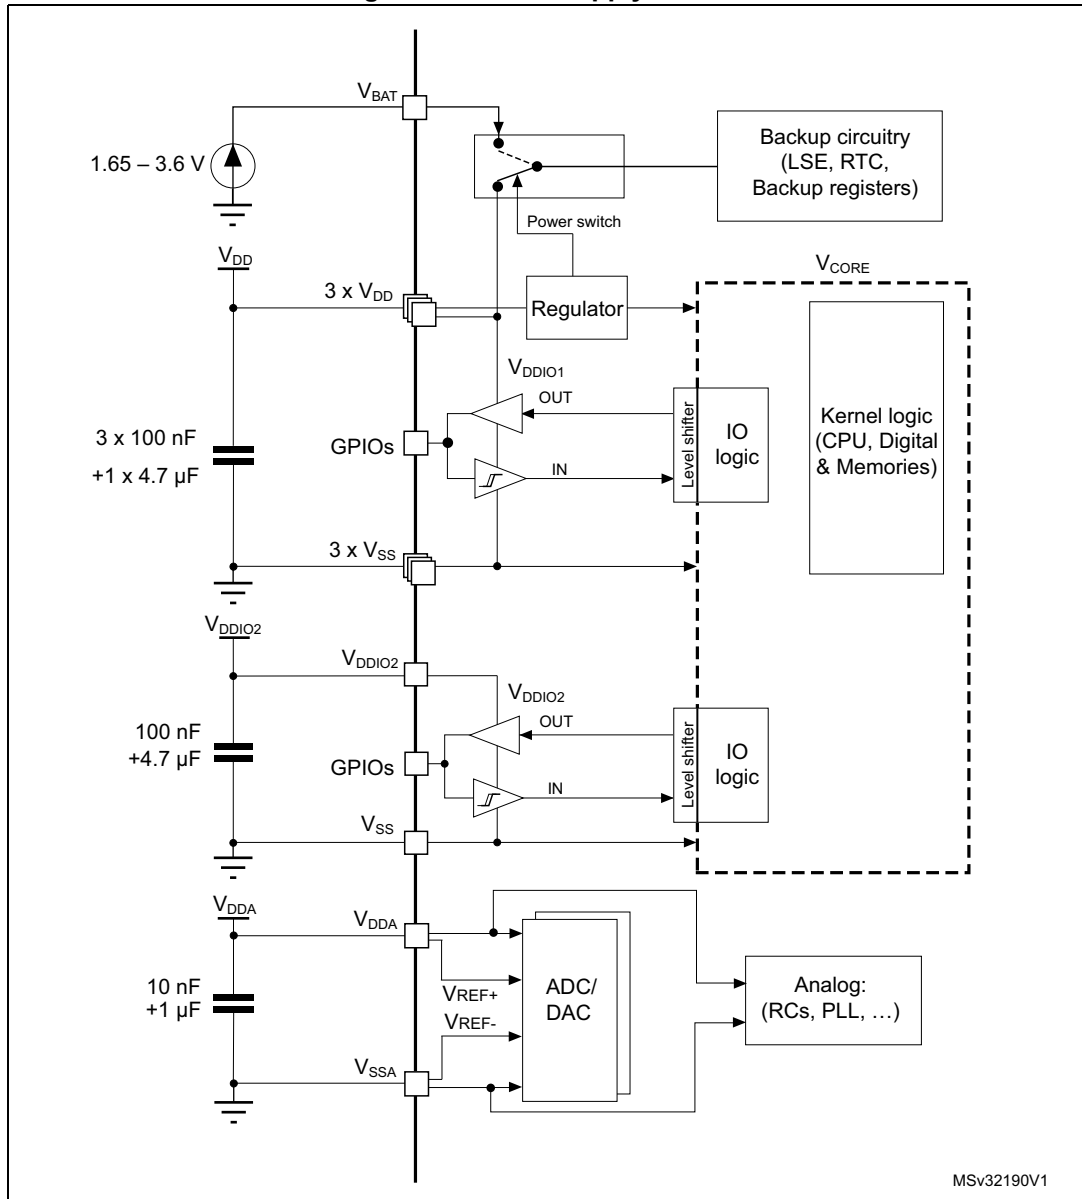 VBAT
1.65 – 3.6 V
Backup circuitry
(LSE, RTC,
Backup registers)
Power switch
VDD
3 x VDD
Regulator
VCORE
VDDIO1
OUT
3 x 100 nF
+1 x 4.7 µF
GPIOs
IN
Level shifter
IO
logic
Kernel logic
(CPU, Digital
& Memories)
3 x VSS
VDDIO2
VDDIO2
VDDIO2
OUT
100 nF
+4.7 µF
GPIOs
IN
Level shifter
IO
logic
VSS
VDDA
VDDA
10 nF
+1 µF
VREF+
VREF-
ADC/
DAC
Analog:
(RCs, PLL, …)
VSSA
MSv32190V1